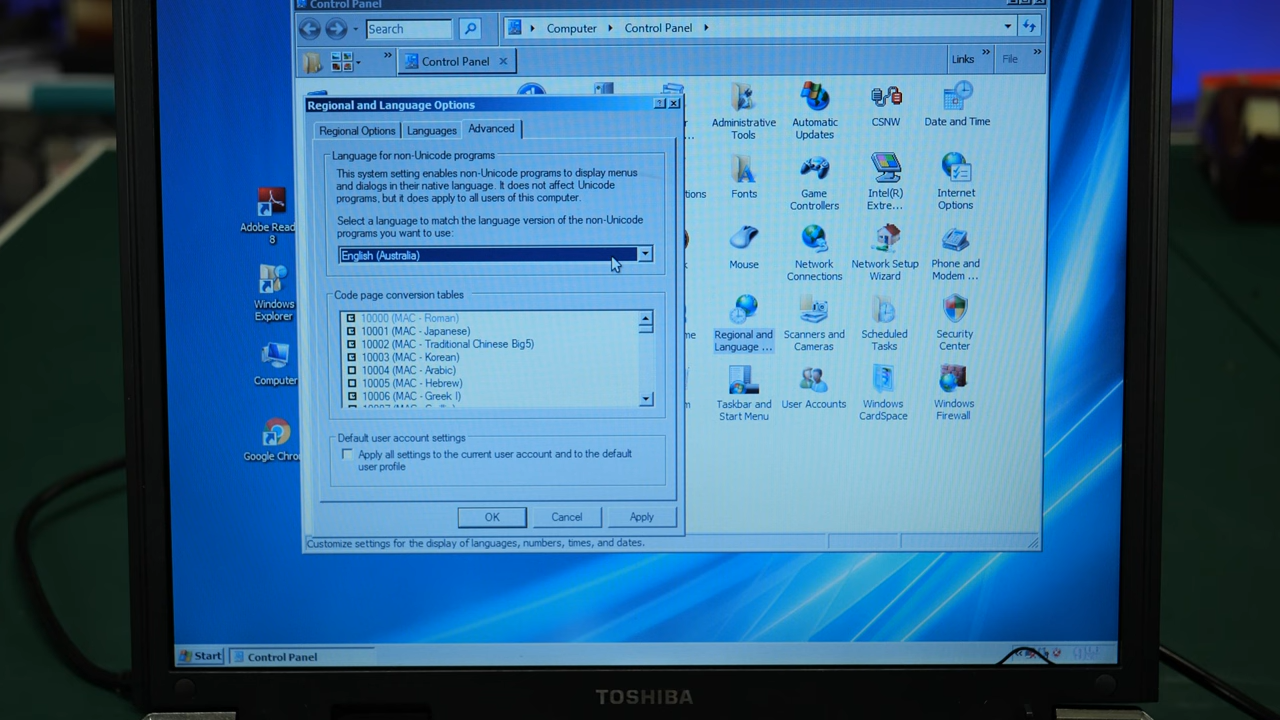 Control Panel
Search
Computer
Control Panel
Control Panel
Links
File
Regional and Language Options
Regional Options
Languages
Advanced
Language for non-Unicode programs
This system setting enables non-Unicode programs to display menus
and dialogs in their native language. It does not affect Unicode
programs, but it does apply to all users of this computer.
Select a language to match the language version of the non-Unicode
programs you want to use:
English (Australia)
Code page conversion tables
10000 (MAC - Roman)
10001 (MAC - Japanese)
10002 (MAC - Traditional Chinese Big5)
10003 (MAC - Korean)
10004 (MAC - Arabic)
10005 (MAC - Hebrew)
10006 (MAC - Greek I)
Default user account settings
Apply all settings to the current user account and to the default
user profile
OK
Cancel
Apply
Customize settings for the display of languages, numbers, times, and dates.
Administrative
Tools
Automatic
Updates
CSNW
Date and Time
Fonts
Game
Controllers
Intel(R)
Extre...
Internet
Options
Mouse
Network
Connections
Network Setup
Wizard
Phone and
Modem ...
Regional and
Language ...
Scanners and
Cameras
Scheduled
Tasks
Security
Center
Taskbar and
Start Menu
User Accounts
Windows
CardSpace
Windows
Firewall
Adobe Read
8
Windows
Explorer
Computer
Google Chro
Start
Control Panel
TOSHIBA